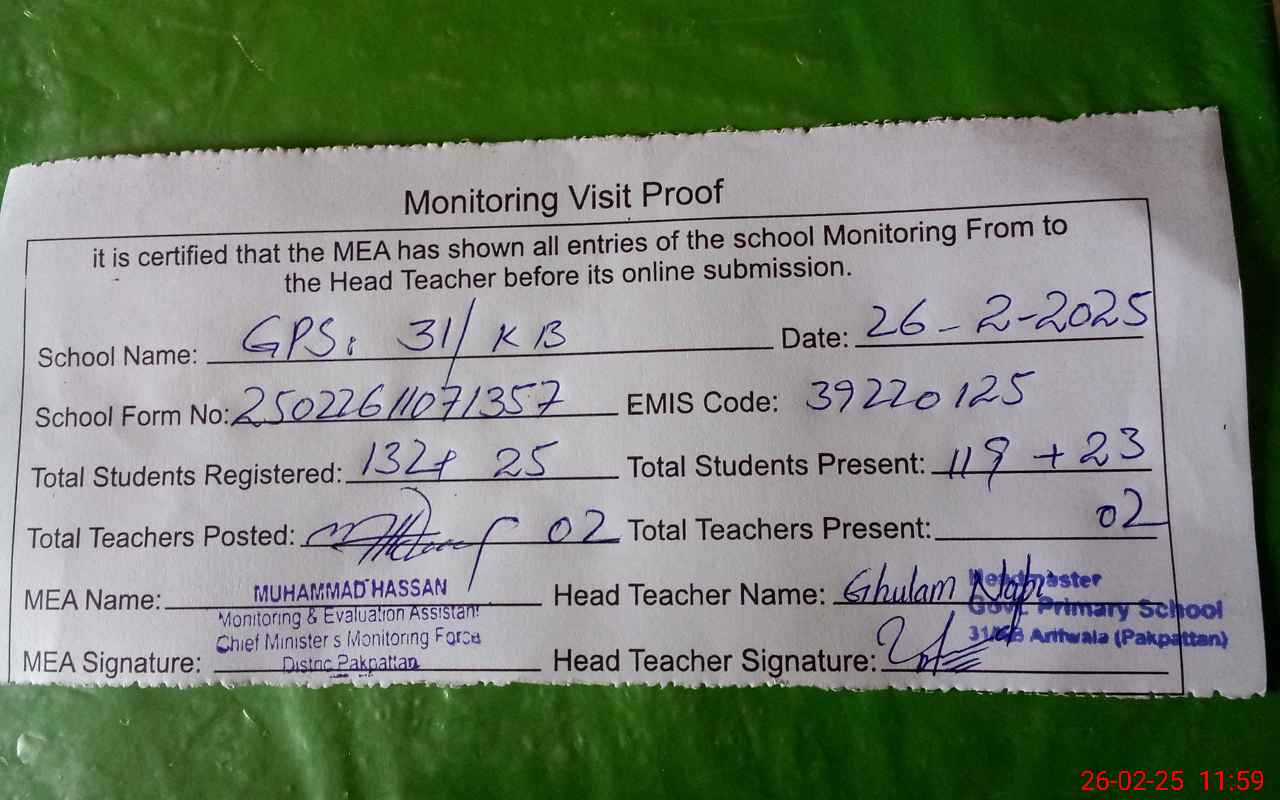 Monitoring Visit Proof
it is certified that the MEA has shown all entries of the school Monitoring From to
the Head Teacher before its online submission.
School Name: GPS: 31/KB Date: 26-2-2025
School Form No: 25022611071357 EMIS Code: 39220125
Total Students Registered: 132+ 25 Total Students Present: 119 + 23
Total Teachers Posted: 02 Total Teachers Present: 02
MEA Name: MUHAMMAD HASSAN Head Teacher Name: Ghulam Nabi
Monitoring & Evaluation Assistant
Chief Minister s Monitoring Force
MEA Signature: Distric Pakpattan Head Teacher Signature:
Headmaster
Govt. Primary School
31/KB Arifwala (Pakpattan)
26-02-25 11:59